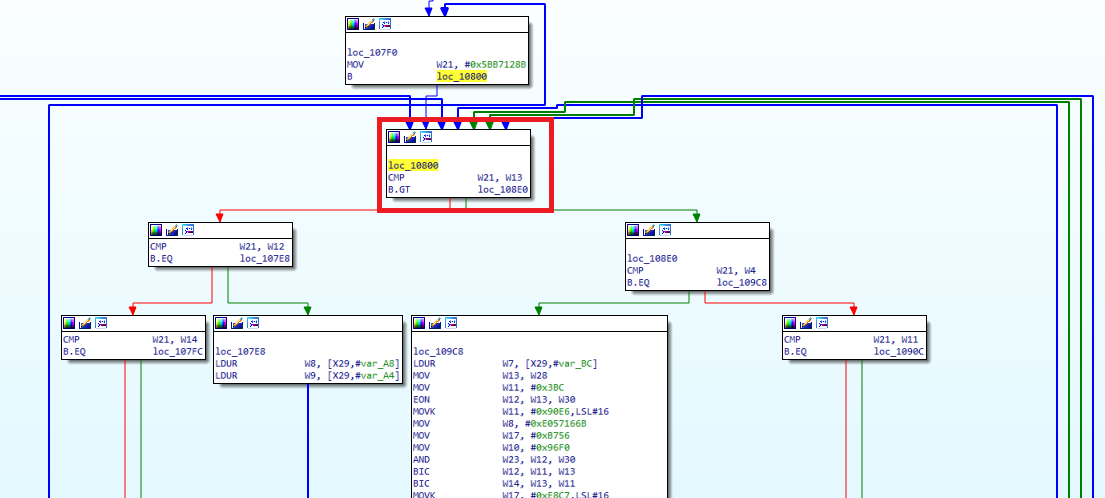 loc_107F0
MOV W21, #0x5BB7128B
B loc_10800
loc_10800
CMP W21, W13
B.GT loc_108E0
CMP W21, W12
B.EQ loc_107E8
loc_108E0
CMP W21, W4
B.EQ loc_109C8
CMP W21, W14
B.EQ loc_107FC
loc_107E8
LDUR W8, [X29,#var_A8]
LDUR W9, [X29,#var_A4]
loc_109C8
LDUR W7, [X29,#var_BC]
MOV W13, W28
MOV W11, #0x3BC
EON W12, W13, W30
MOVK W11, #0x90E6,LSL#16
MOV W8, #0xE057166B
MOV W17, #0xB756
MOV W10, #0x96F0
AND W23, W12, W30
BIC W12, W11, W13
BIC W14, W13, W11
MOVK W17, #0xE8C7,LSL#16
CMP W21, W11
B.EQ loc_1090C